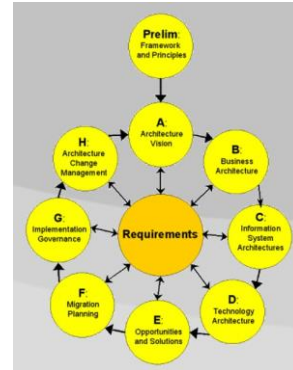 Prelim:
Framework
and Principles
A:
Architecture
Vision
B:
Business
Architecture
C:
Information
System
Architectures
D:
Technology
Architecture
E:
Opportunities
and Solutions
F:
Migration
Planning
G:
Implementation
Governance
H:
Architecture
Change
Management
Requirements